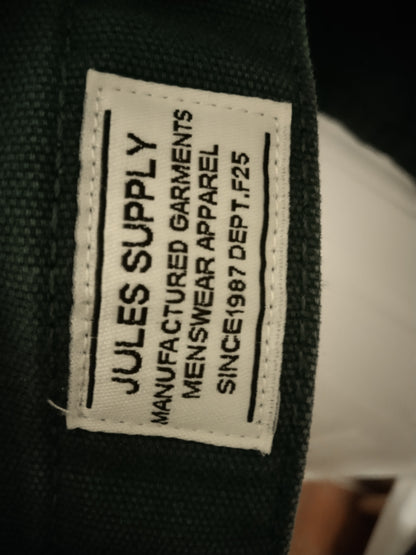 JULES SUPPLY
MANUFACTURED GARMENTS
MENSWEAR APPAREL
SINCE1987 DEPT.F25